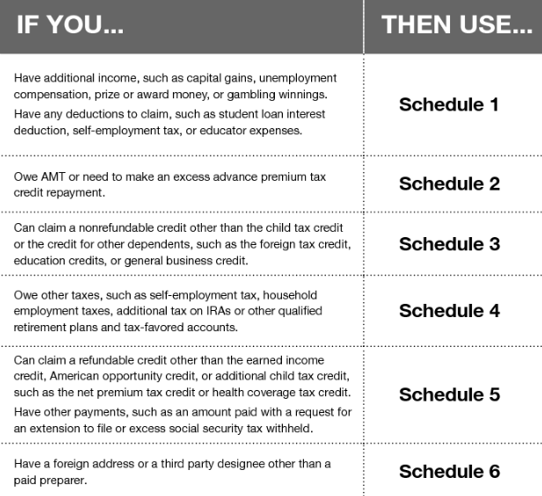 IF YOU...
THEN USE...
Have additional income, such as capital gains, unemployment
compensation, prize or award money, or gambling winnings.
Have any deductions to claim, such as student loan interest
deduction, self-employment tax, or educator expenses.
Schedule 1
Owe AMT or need to make an excess advance premium tax
credit repayment.
Schedule 2
Can claim a nonrefundable credit other than the child tax credit
or the credit for other dependents, such as the foreign tax credit,
education credits, or general business credit.
Schedule 3
Owe other taxes, such as self-employment tax, household
employment taxes, additional tax on IRAs or other qualified
retirement plans and tax-favored accounts.
Schedule 4
Can claim a refundable credit other than the earned income
credit, American opportunity credit, or additional child tax credit,
such as the net premium tax credit or health coverage tax credit.
Have other payments, such as an amount paid with a request for
an extension to file or excess social security tax withheld.
Schedule 5
Have a foreign address or a third party designee other than a
paid preparer.
Schedule 6